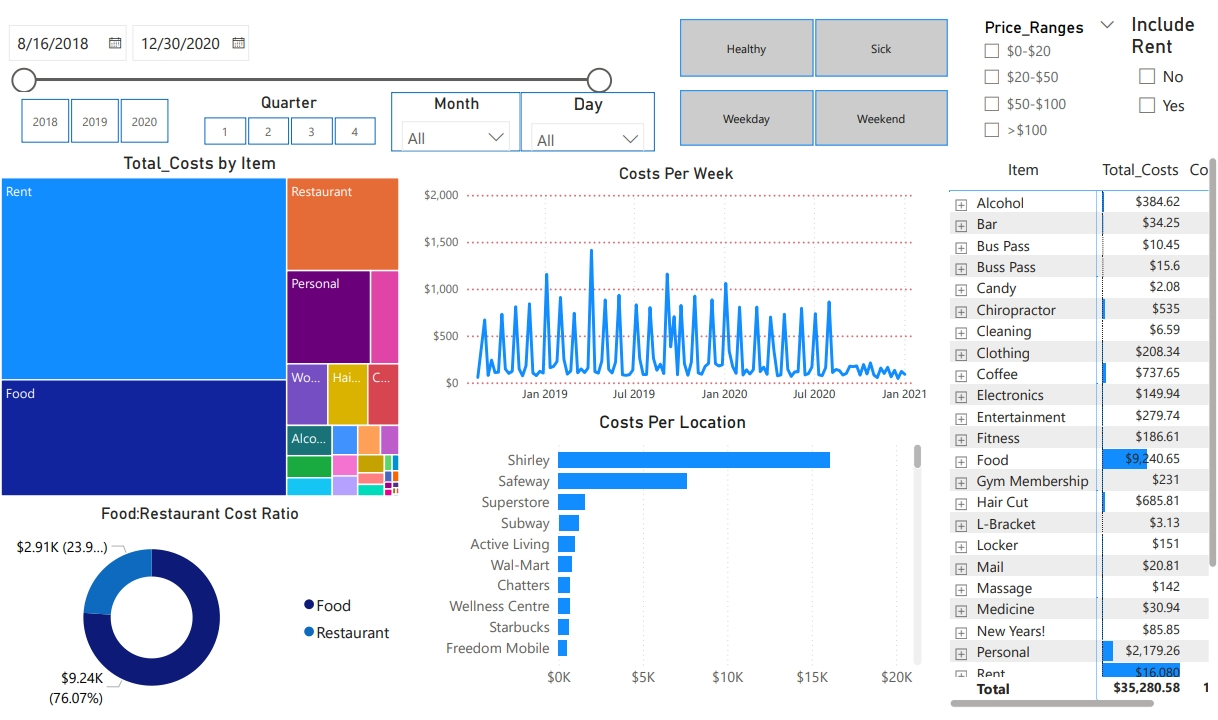 8/16/2018
12/30/2020
2018
2019
2020
Quarter
1
2
3
4
Month
All
Day
All
Healthy
Sick
Weekday
Weekend
Price_Ranges
$0-$20
$20-$50
$50-$100
>$100
Include
Rent
No
Yes
Total_Costs by Item
Rent
Restaurant
Personal
Food
Wo...
Hai...
C...
Alco...
Food:Restaurant Cost Ratio
$2.91K (23.9...)
$9.24K
(76.07%)
Food
Restaurant
Costs Per Week
$2,000
$1,500
$1,000
$500
$0
Jan 2019
Jul 2019
Jan 2020
Jul 2020
Jan 2021
Costs Per Location
Shirley
Safeway
Superstore
Subway
Active Living
Wal-Mart
Chatters
Wellness Centre
Starbucks
Freedom Mobile
$0K
$5K
$10K
$15K
$20K
Item Total_Costs Co
Alcohol $384.62
Bar $34.25
Bus Pass $10.45
Buss Pass $15.6
Candy $2.08
Chiropractor $535
Cleaning $6.59
Clothing $208.34
Coffee $737.65
Electronics $149.94
Entertainment $279.74
Fitness $186.61
Food $9,240.65
Gym Membership $231
Hair Cut $685.81
L-Bracket $3.13
Locker $151
Mail $20.81
Massage $142
Medicine $30.94
New Years! $85.85
Personal $2,179.26
Rent $16,080
Total $35,280.58 1